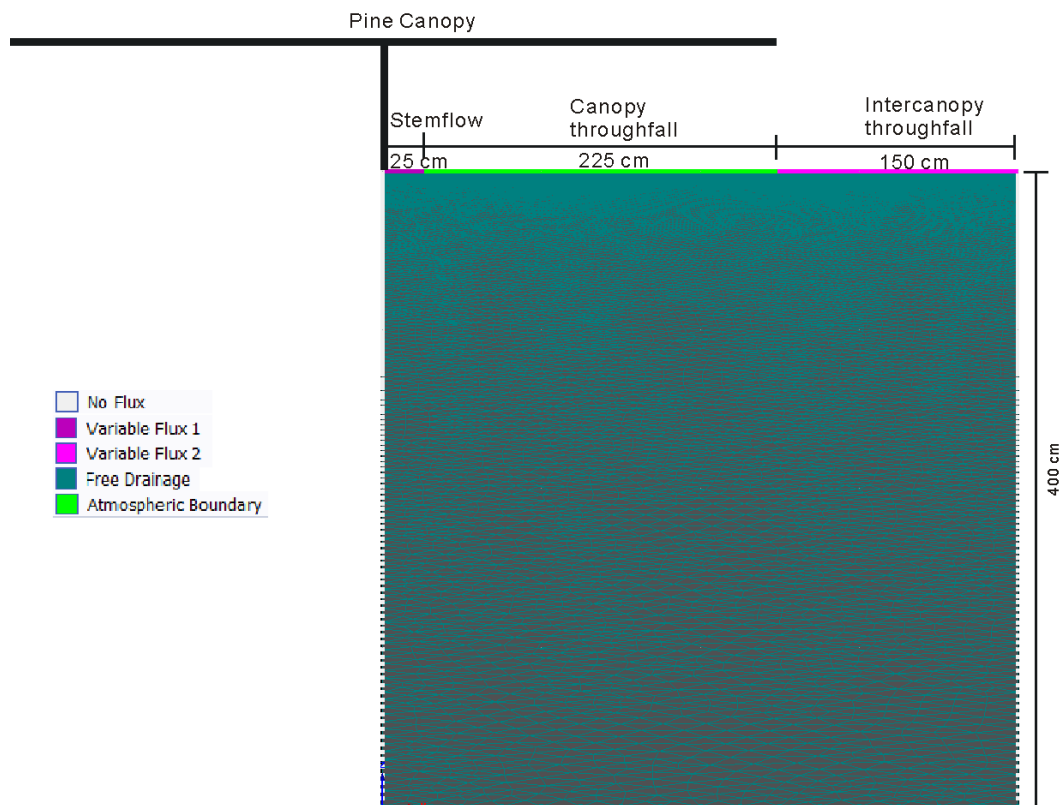 Pine Canopy
Stemflow
Canopy
throughfall
Intercanopy
throughfall
25 cm
225 cm
150 cm
No Flux
Variable Flux 1
Variable Flux 2
Free Drainage
Atmospheric Boundary
400 cm